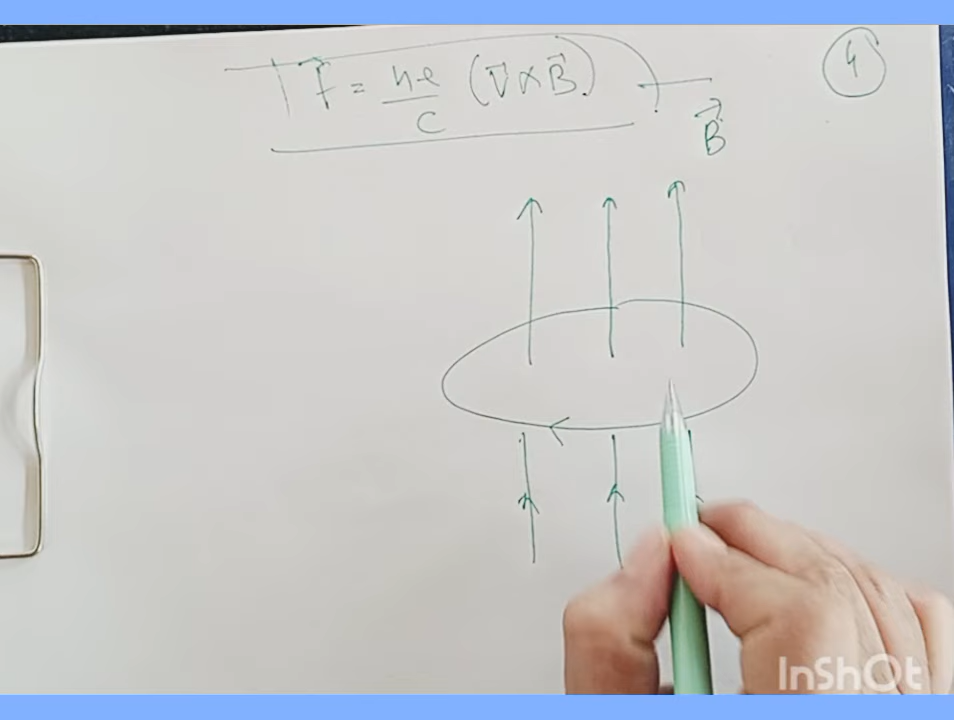 F⃗ = ne/c (V⃗ × B⃗)
4
B⃗
InShOt